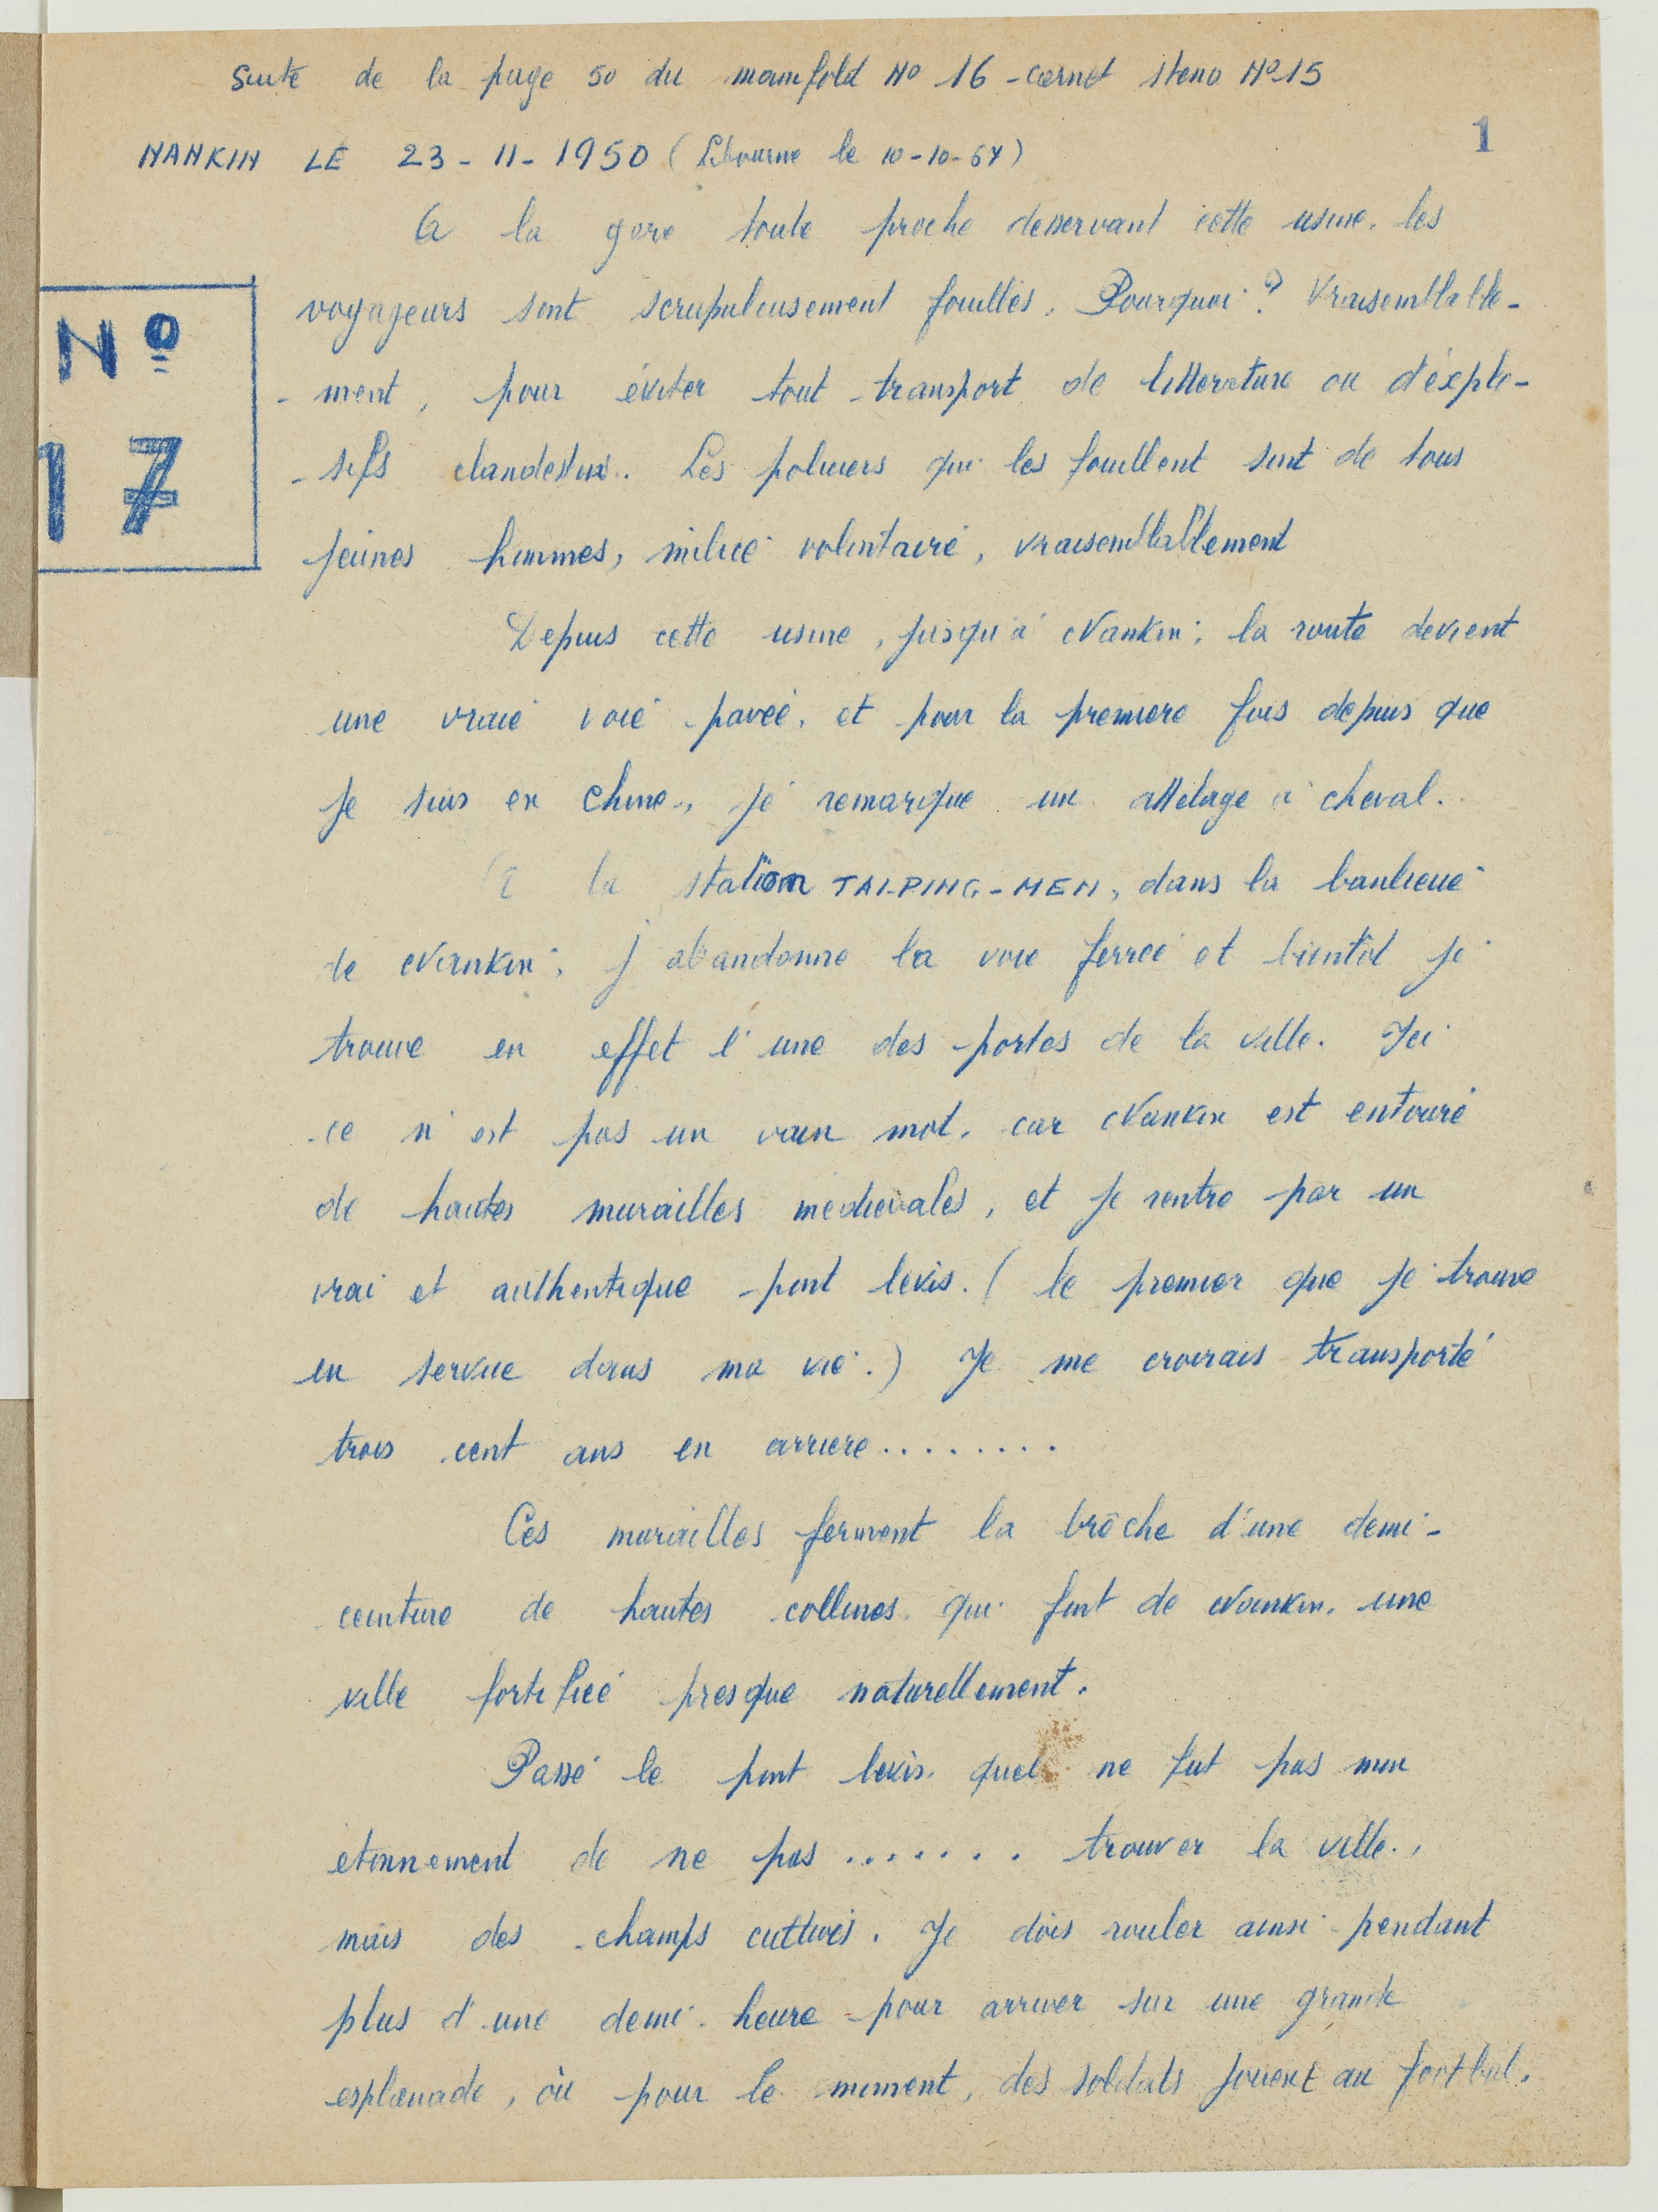 Suite de la page 50 du manifold No 16 - carnet steno No 15
1
NANKIN LE 23-11-1950 (Libourne le 10-10-64)
A la gare toute proche desservant cette usine, les
No
17
voyageurs sont scrupuleusement fouillés. Pourquoi? Vraisemblable-
- ment, pour éviter tout transport de litterature ou d'explo-
- sifs clandestins. Les policiers qui les fouillent sont de tous
jeunes hommes, milice volontaire, vraisemblablement
Depuis cette usine, jusqu'à Nankin, la route devient
une vraie voie pavée, et pour la premiere fois depuis que
je suis en Chine, je remarque un attelage à cheval.
A la station TAI-PING-MEN, dans la banlieue
de Nankin, j'abandonne la voie ferrée et bientôt je
trouve en effet l'une des portes de la ville. Ici
ce n'est pas un vain mot, car Nankin est entouré
de hautes murailles medievales, et je rentre par un
vrai et authentique pont levis. (le premier que je trouve
en service dans ma vie.) Je me croirais transporté
trois cent ans en arriere........
Ces murailles ferment la brêche d'une demi-
ceinture de hautes collines qui font de Nankin, une
ville fortifiée presque naturellement.
Passé le pont levis, quel ne fut pas mon
etonnement de ne pas ....... trouver la ville.,
mais des champs cultivés. Je dois rouler ainsi pendant
plus d'une demi-heure pour arriver sur une grande
esplanade, où pour le moment, des soldats jouent au football.